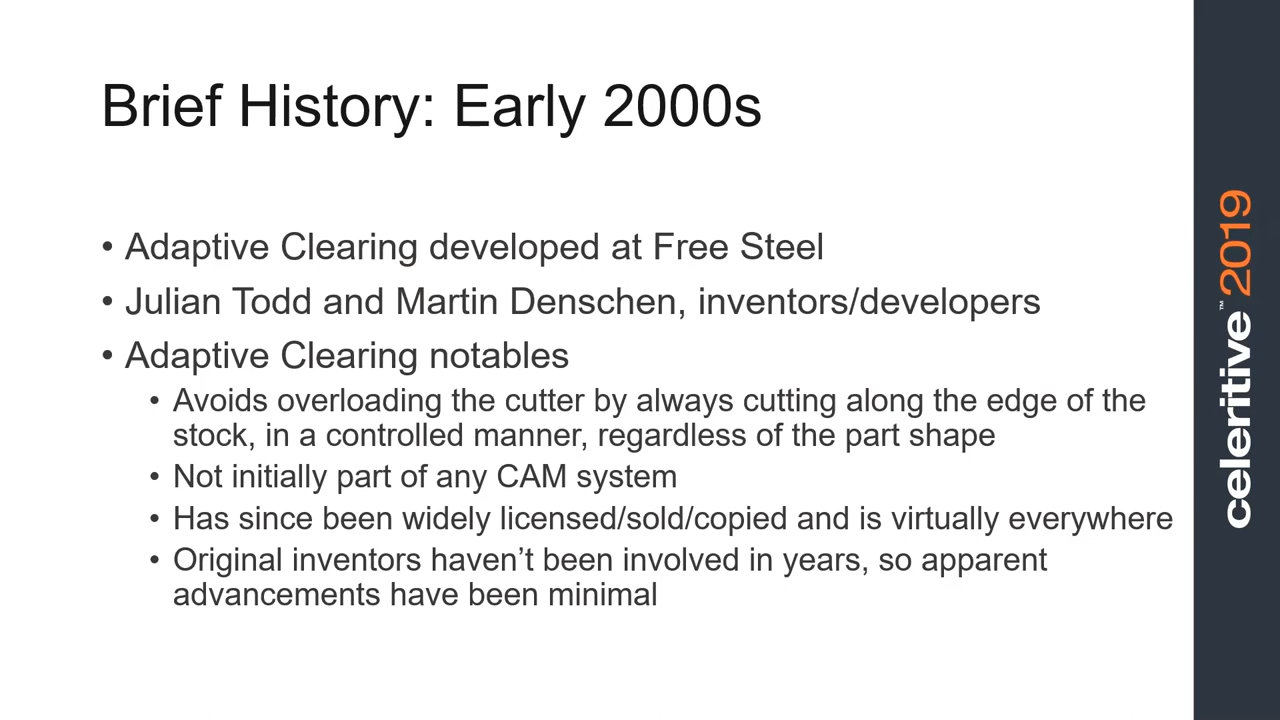 Brief History: Early 2000s
• Adaptive Clearing developed at Free Steel
• Julian Todd and Martin Denschen, inventors/developers
• Adaptive Clearing notables
• Avoids overloading the cutter by always cutting along the edge of the
stock, in a controlled manner, regardless of the part shape
• Not initially part of any CAM system
• Has since been widely licensed/sold/copied and is virtually everywhere
• Original inventors haven’t been involved in years, so apparent
advancements have been minimal
celeritive™ 2019